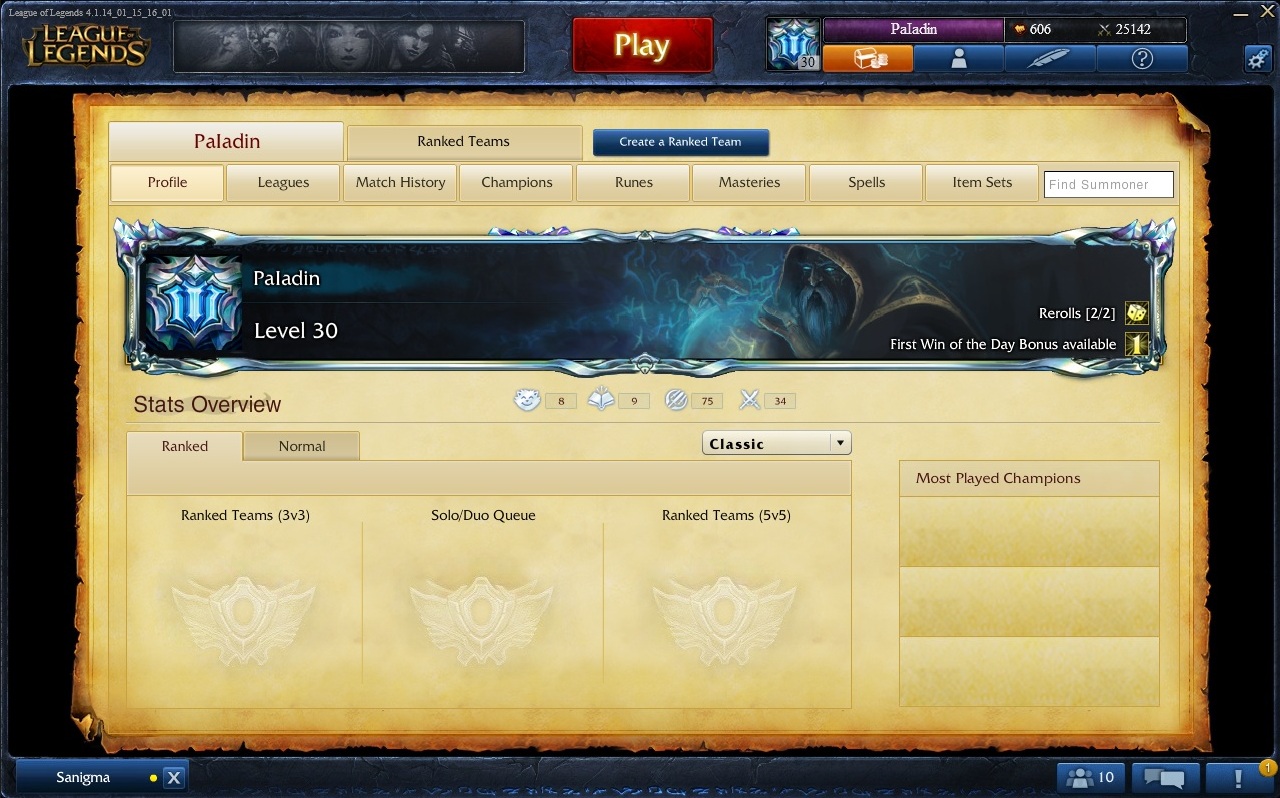 League of Legends 4.1.14_01_15_16_01
LEAGUE OF LEGENDS
Play
30
PaIadin
606
25142
?
PaIadin
Ranked Teams
Create a Ranked Team
Profile
Leagues
Match History
Champions
Runes
Masteries
Spells
Item Sets
Find Summoner
PaIadin
Level 30
Rerolls [2/2]
First Win of the Day Bonus available
1
Stats Overview
8
9
75
34
Ranked
Normal
Classic
Most Played Champions
Ranked Teams (3v3)
Solo/Duo Queue
Ranked Teams (5v5)
Sanigma
X
10
!
1